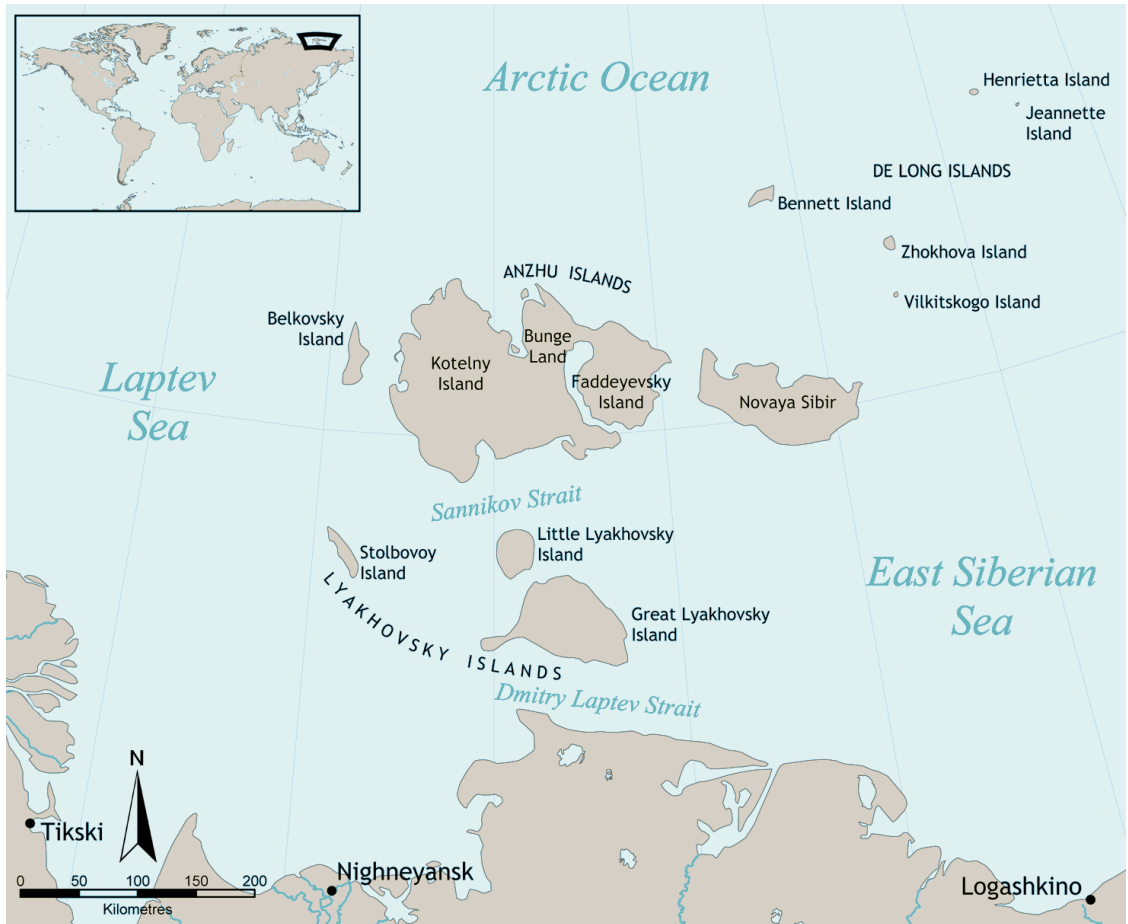 Arctic Ocean
Henrietta Island
Jeannette
Island
DE LONG ISLANDS
Bennett Island
Zhokhova Island
Vilkitskogo Island
ANZHU ISLANDS
Belkovsky
Island
Bunge
Land
Kotelny
Island
Faddeyevsky
Island
Novaya Sibir
Laptev
Sea
Sannikov Strait
Little Lyakhovsky
Island
Stolbovoy
Island
East Siberian
Sea
Great Lyakhovsky
Island
LYAKHOVSKY ISLANDS
Dmitry Laptev Strait
N
Tikski
Nighneyansk
Logashkino
0 50 100 150 200
Kilometres